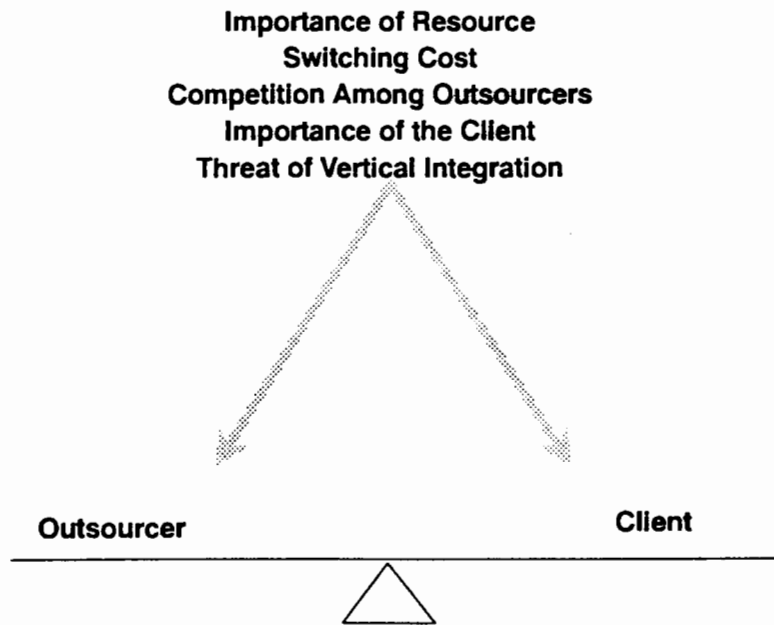 Importance of Resource
Switching Cost
Competition Among Outsourcers
Importance of the Client
Threat of Vertical Integration
Outsourcer
Client